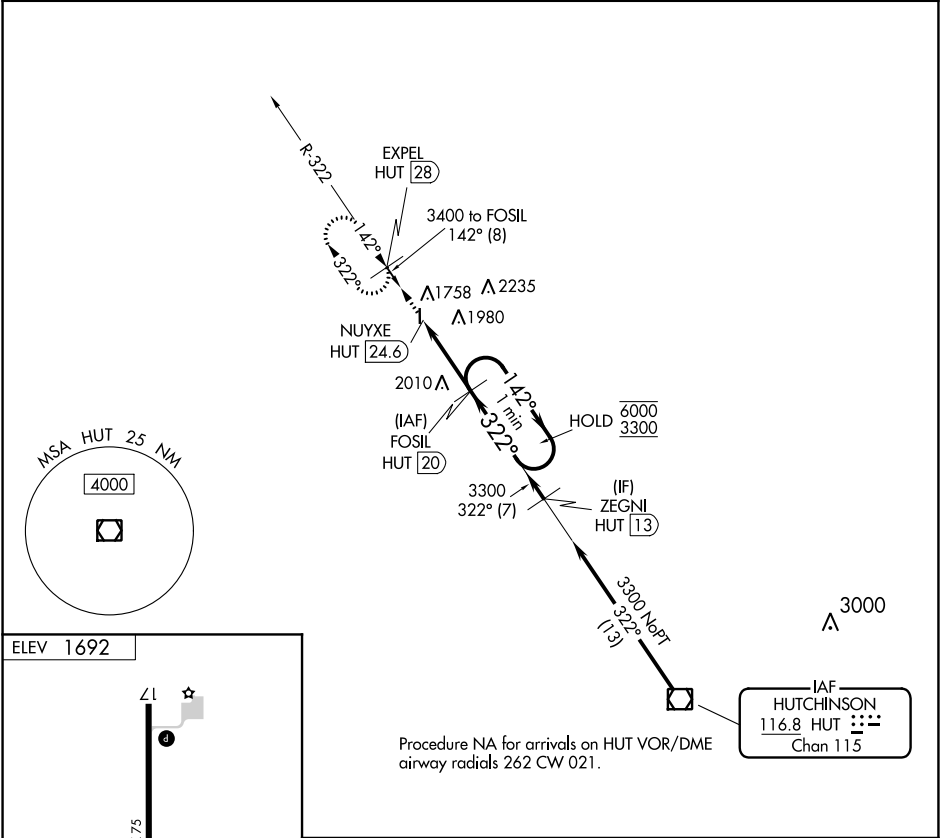 R-322
EXPEL
HUT 28
3400 to FOSIL
142° (8)
142°
322°
1758
2235
1980
NUYXE
HUT 24.6
2010
(IAF)
FOSIL
HUT 20
142°
1 min
322°
HOLD 6000
3300
3300
322° (7)
(IF)
ZEGNI
HUT 13
MSA HUT 25 NM
4000
3300 NoPT
322°
(13)
3000
ELEV 1692
17
P
75
IAF
HUTCHINSON
116.8 HUT
Chan 115
Procedure NA for arrivals on HUT VOR/DME
airway radials 262 CW 021.